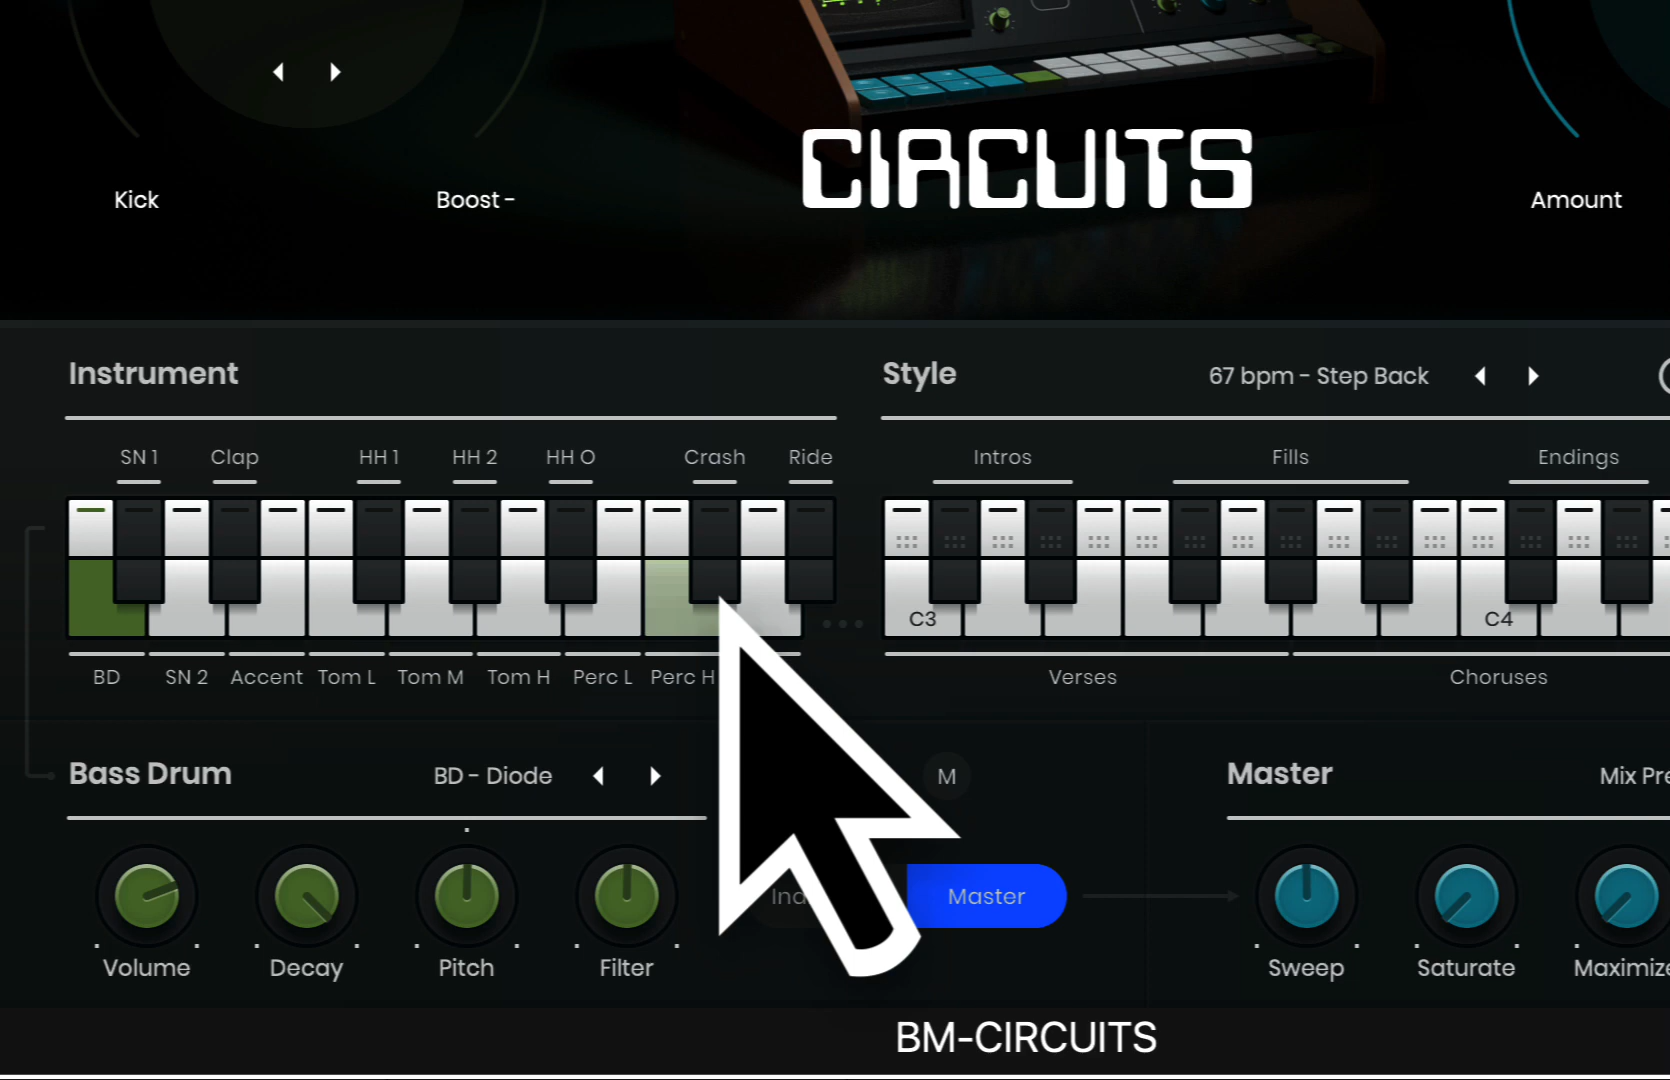 CIRCUITS
Kick
Boost -
Amount
Instrument
Style
67 bpm - Step Back
SN 1
Clap
HH 1
HH 2
HH O
Crash
Ride
Intros
Fills
Endings
C3
C4
BD
SN 2
Accent
Tom L
Tom M
Tom H
Perc L
Perc H
Verses
Choruses
Bass Drum
BD - Diode
M
Master
Mix
Master
Volume
Decay
Pitch
Filter
Sweep
Saturate
BM-CIRCUITS